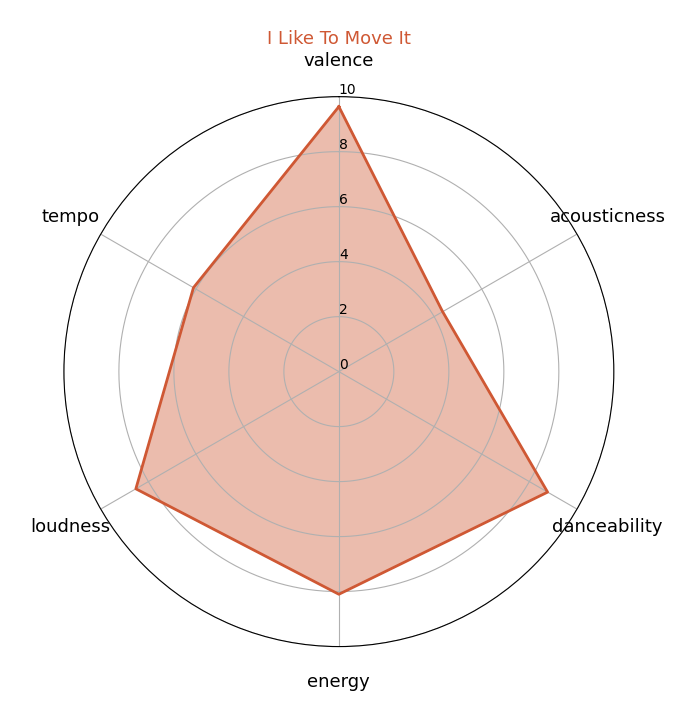 I Like To Move It
valence
10
8
6
4
2
0
tempo
acousticness
loudness
danceability
energy